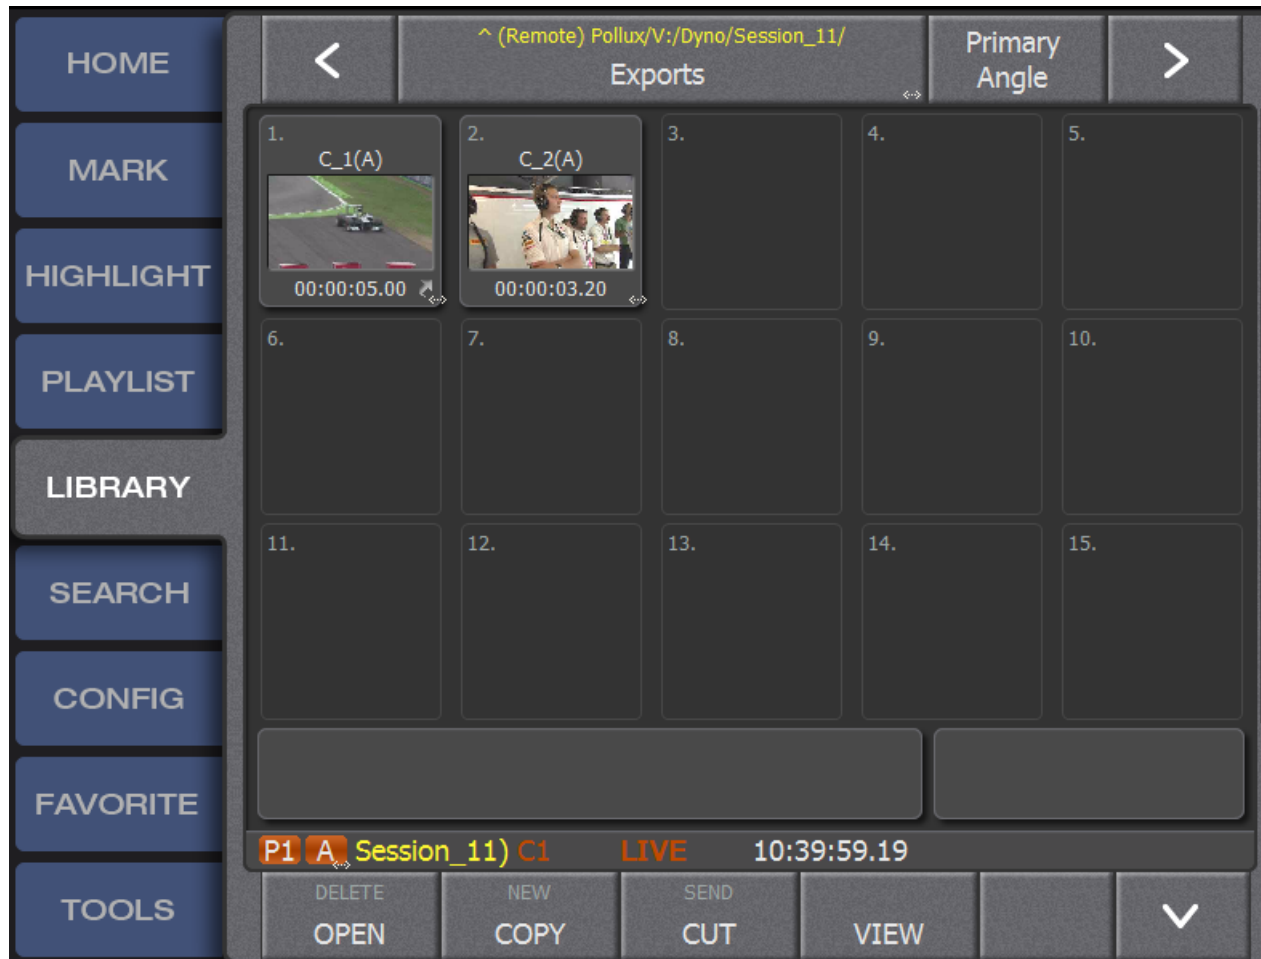 HOME
MARK
HIGHLIGHT
PLAYLIST
LIBRARY
SEARCH
CONFIG
FAVORITE
TOOLS
^ (Remote) Pollux/V:/Dyno/Session_11/
Exports
Primary
Angle
1.
C_1(A)
00:00:05.00
2.
C_2(A)
00:00:03.20
3.
4.
5.
6.
7.
8.
9.
10.
11.
12.
13.
14.
15.
P1 A Session_11) C1 LIVE 10:39:59.19
DELETE
OPEN
NEW
COPY
SEND
CUT
VIEW